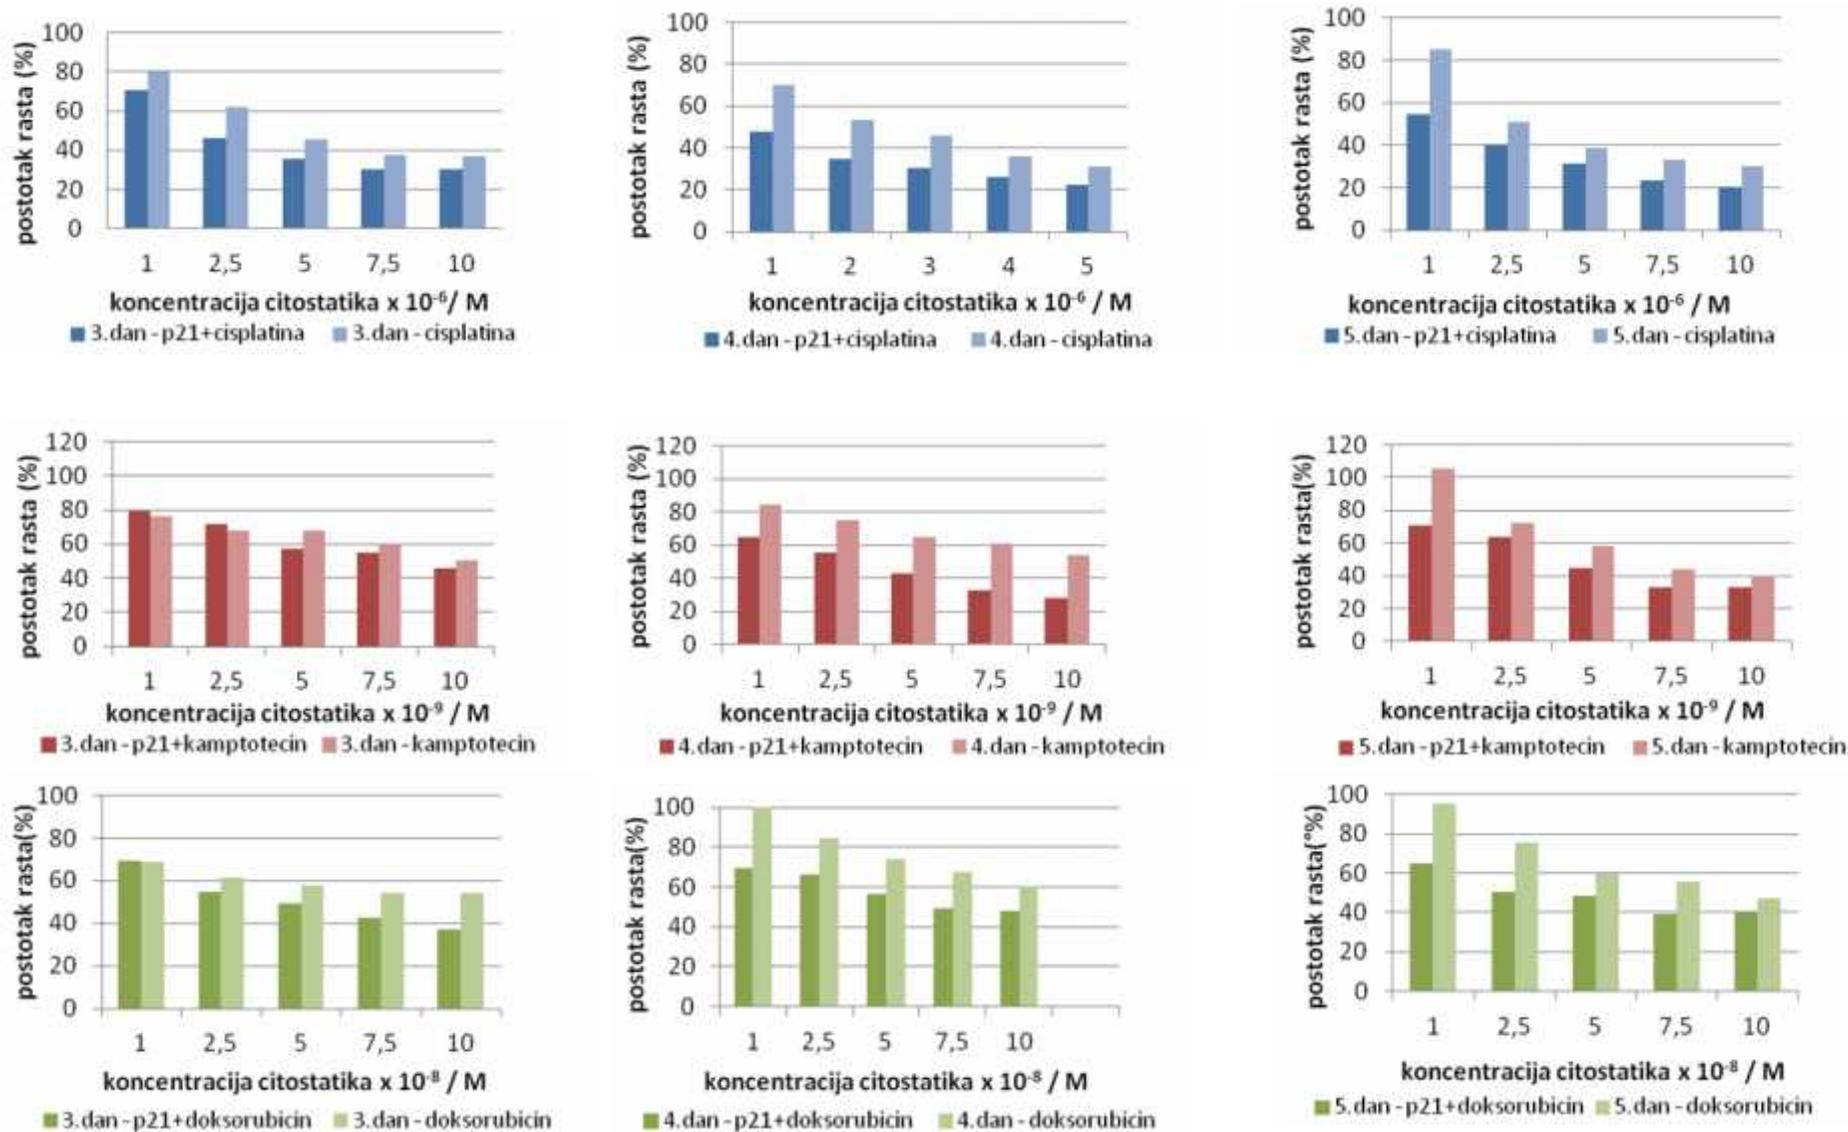 postotak rasta (%)
100
80
60
40
20
0
1 2,5 5 7,5 10
koncentracija citostatika x 10⁻⁶/ M
3.dan - p21+cisplatina 3.dan - cisplatina
postotak rasta (%)
100
80
60
40
20
0
1 2 3 4 5
koncentracija citostatika x 10⁻⁶ / M
4.dan - p21+cisplatina 4.dan - cisplatina
postotak rasta (%)
100
80
60
40
20
0
1 2,5 5 7,5 10
koncentracija citostatika x 10⁻⁶ / M
5.dan - p21+cisplatina 5.dan - cisplatina
postotak rasta (%)
120
100
80
60
40
20
0
1 2,5 5 7,5 10
koncentracija citostatika x 10⁻⁹ / M
3.dan - p21+kamptotecin 3.dan - kamptotecin
postotak rasta (%)
120
100
80
60
40
20
0
1 2,5 5 7,5 10
koncentracija citostatika x 10⁻⁹ / M
4.dan - p21+kamptotecin 4.dan - kamptotecin
postotak rasta(%)
120
100
80
60
40
20
0
1 2,5 5 7,5 10
koncentracija citostatika x 10⁻⁹ / M
5.dan - p21+kamptotecin 5.dan - kamptotecin
postotak rasta(%)
100
80
60
40
20
0
1 2,5 5 7,5 10
koncentracija citostatika x 10⁻⁸ / M
3.dan - p21+doksorubicin 3.dan - doksorubicin
postotak rasta(%)
100
80
60
40
20
0
1 2,5 5 7,5 10
koncentracija citostatika x 10⁻⁸ / M
4.dan - p21+doksorubicin 4.dan - doksorubicin
postotak rasta(°%)
100
80
60
40
20
0
1 2,5 5 7,5 10
koncentracija citostatika x 10⁻⁸ / M
5.dan - p21+doksorubicin 5.dan - doksorubicin